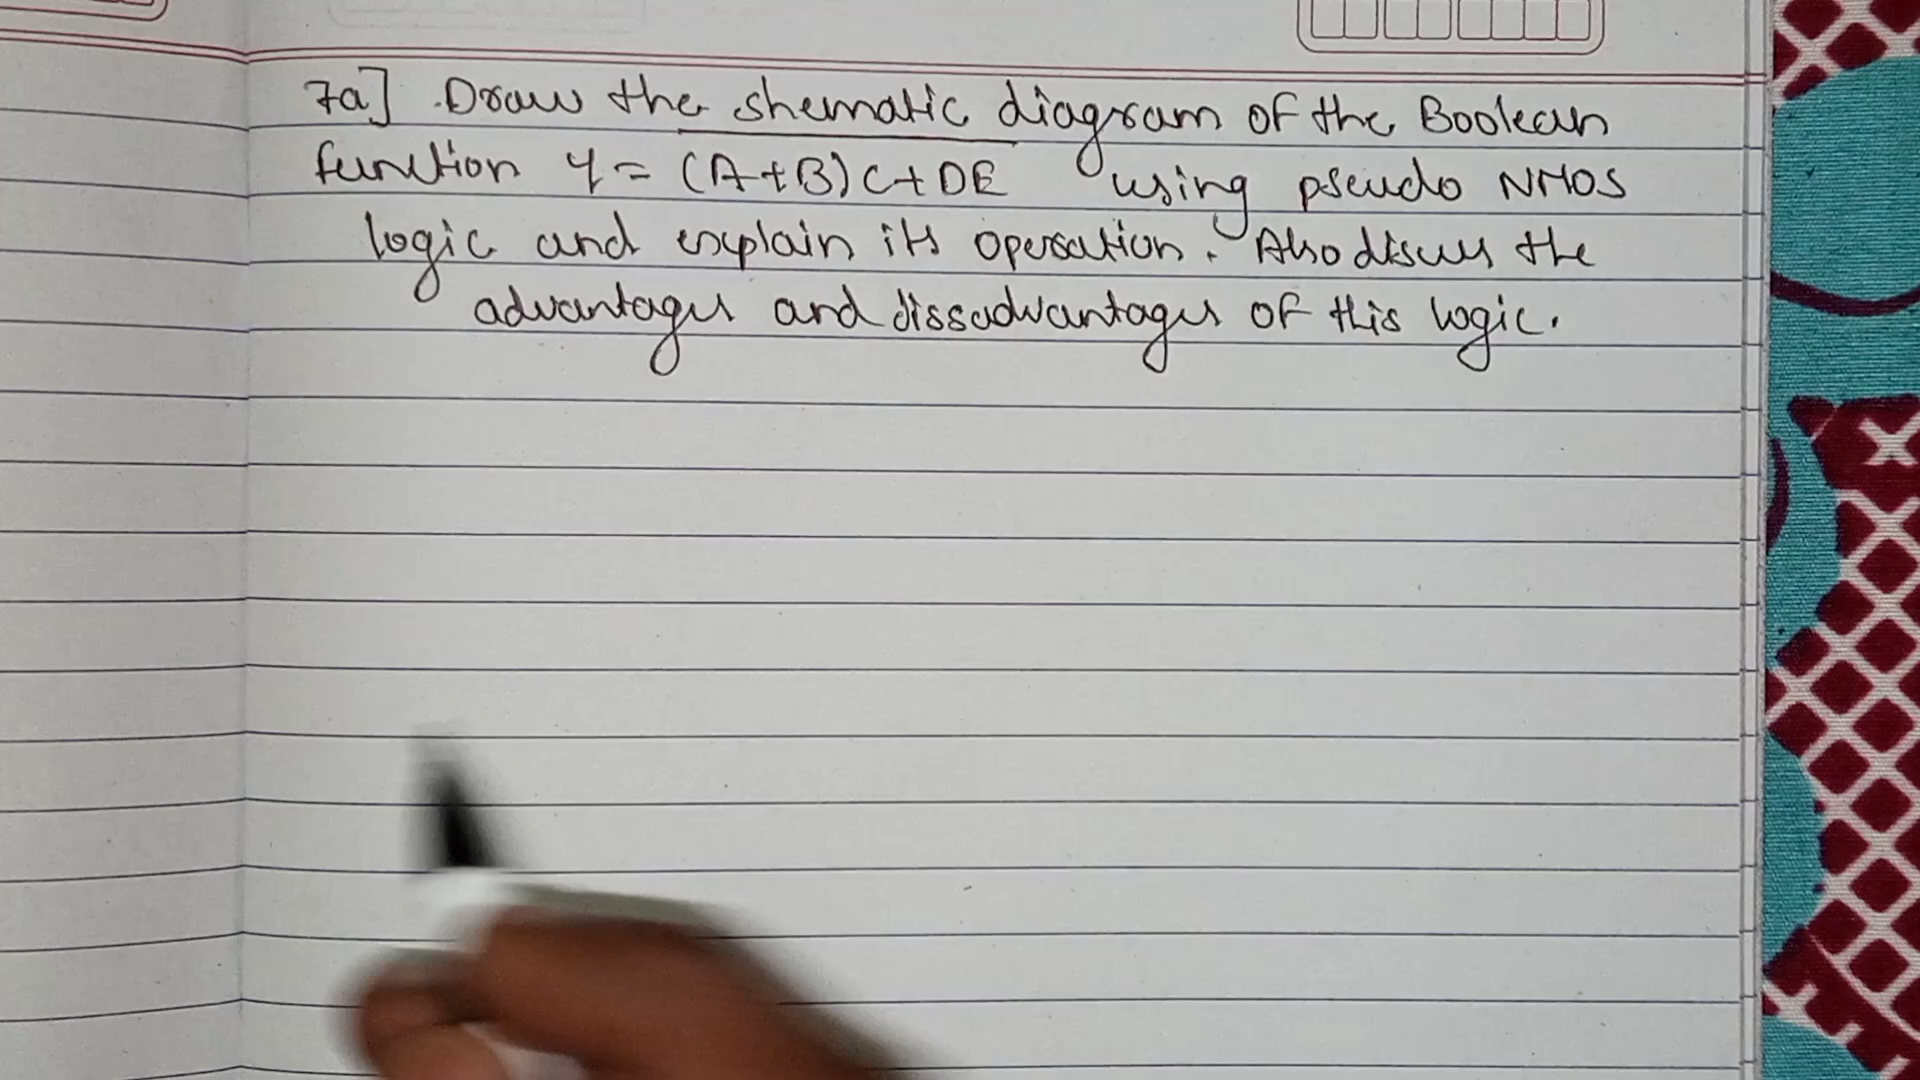 7a] Draw the shematic diagram of the Boolean
function Y = (A+B)C+DE using pseudo NMOS
logic and explain its operation. Also discuss the
advantages and dissadvantages of this logic.